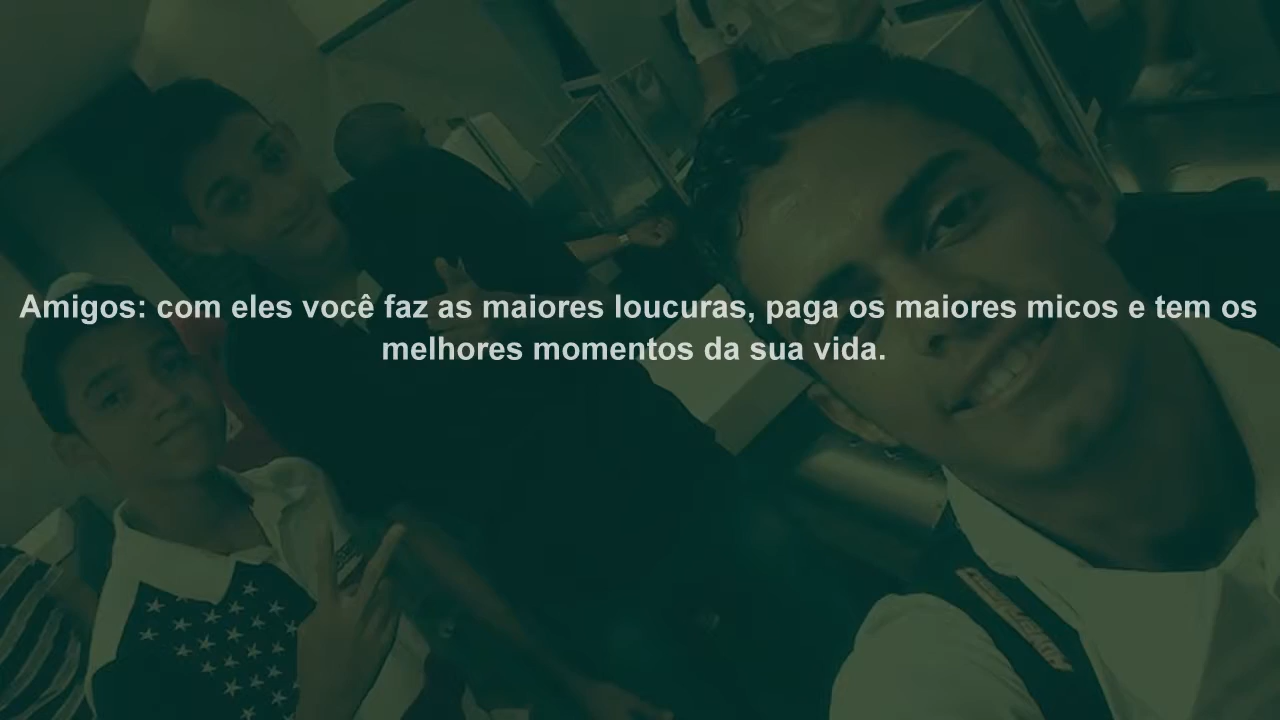 Amigos: com eles você faz as maiores loucuras, paga os maiores micos e tem os
melhores momentos da sua vida.